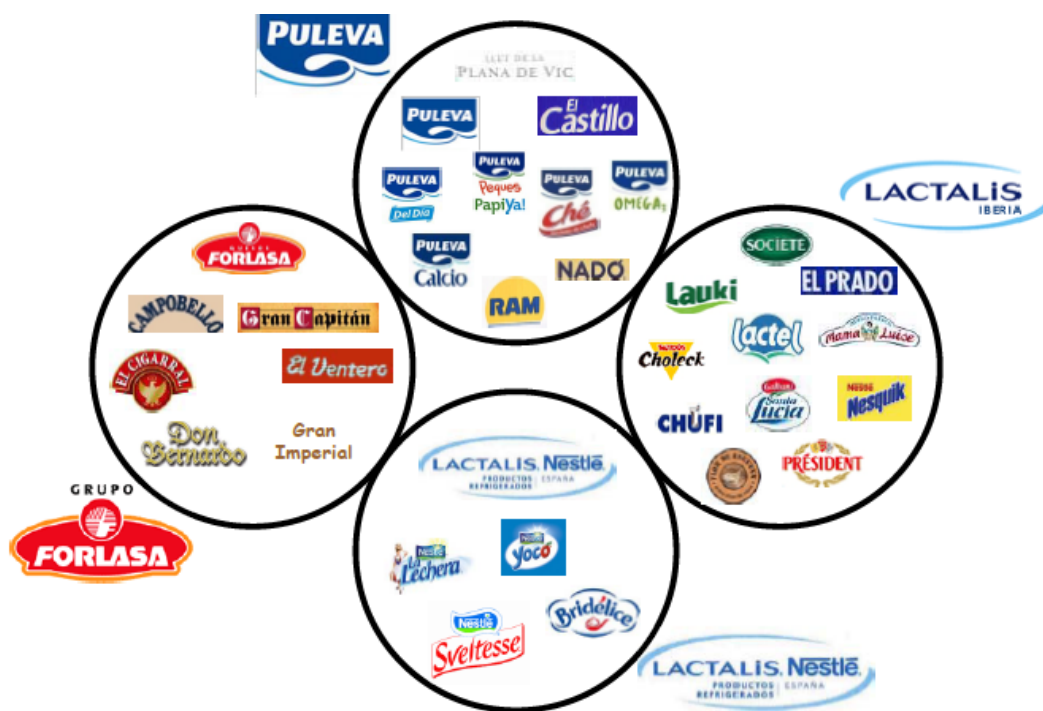 PULEVA
LLET DE LA
PLANA DE VIC
PULEVA
El
Castillo
PULEVA
Del Día
PULEVA
Peques
PapiYa!
PULEVA
Ché
PULEVA
OMEGA3
PULEVA
Calcio
RAM
NADÓ
LACTALIS
IBERIA
FORLASA
CAMPOBELLO
Gran Capitán
EL CIGARRAL
El Ventero
Don
Bernardo
Gran
Imperial
GRUPO
FORLASA
SOCIETE
Lauki
EL PRADO
lactel
Mama Luise
Choleck
CHUFI
Galbani
Santa
Lucia
Nestlé
Nesquik
PRÉSIDENT
LACTALIS. Nestlé.
PRODUCTOS
REFRIGERADOS
ESPAÑA
Nestlé
La
Lechera
Nestlé
Yocó
Bridélice
Nestlé
Sveltesse
LACTALIS. Nestlé.
PRODUCTOS
REFRIGERADOS
ESPAÑA